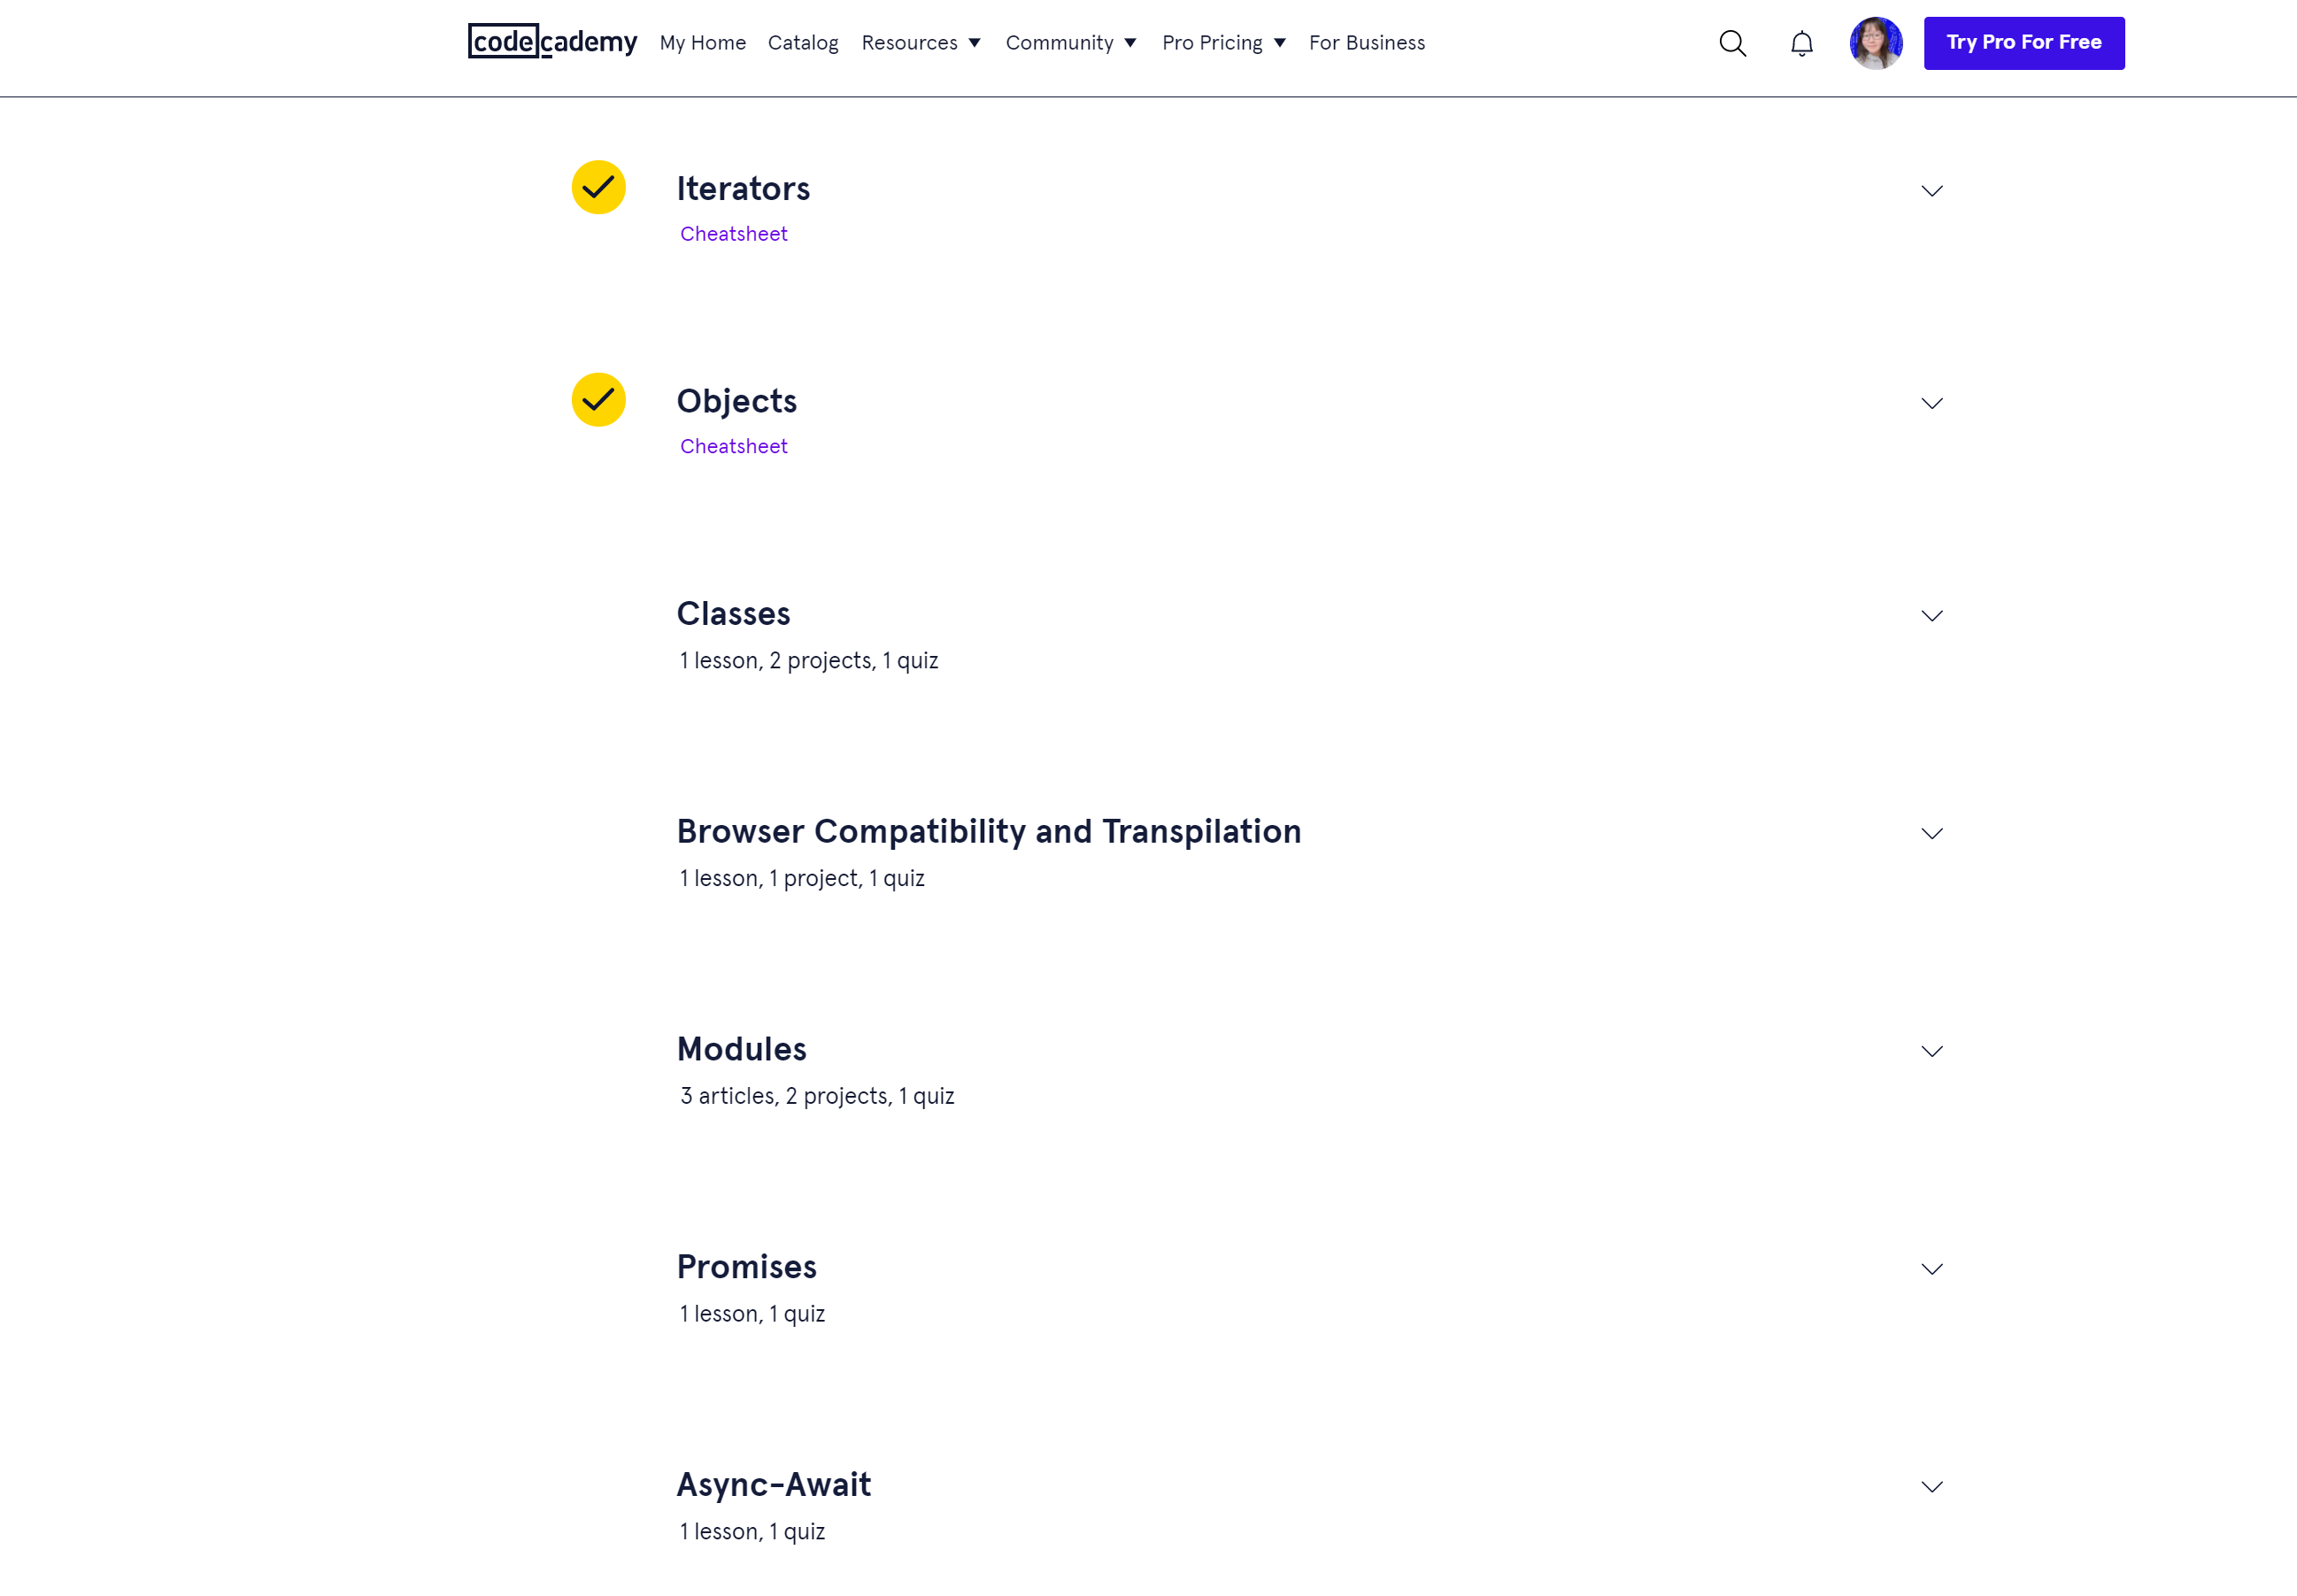 codecademy My Home Catalog Resources Community Pro Pricing For Business Try Pro For Free
Iterators
Cheatsheet
Objects
Cheatsheet
Classes
1 lesson, 2 projects, 1 quiz
Browser Compatibility and Transpilation
1 lesson, 1 project, 1 quiz
Modules
3 articles, 2 projects, 1 quiz
Promises
1 lesson, 1 quiz
Async-Await
1 lesson, 1 quiz